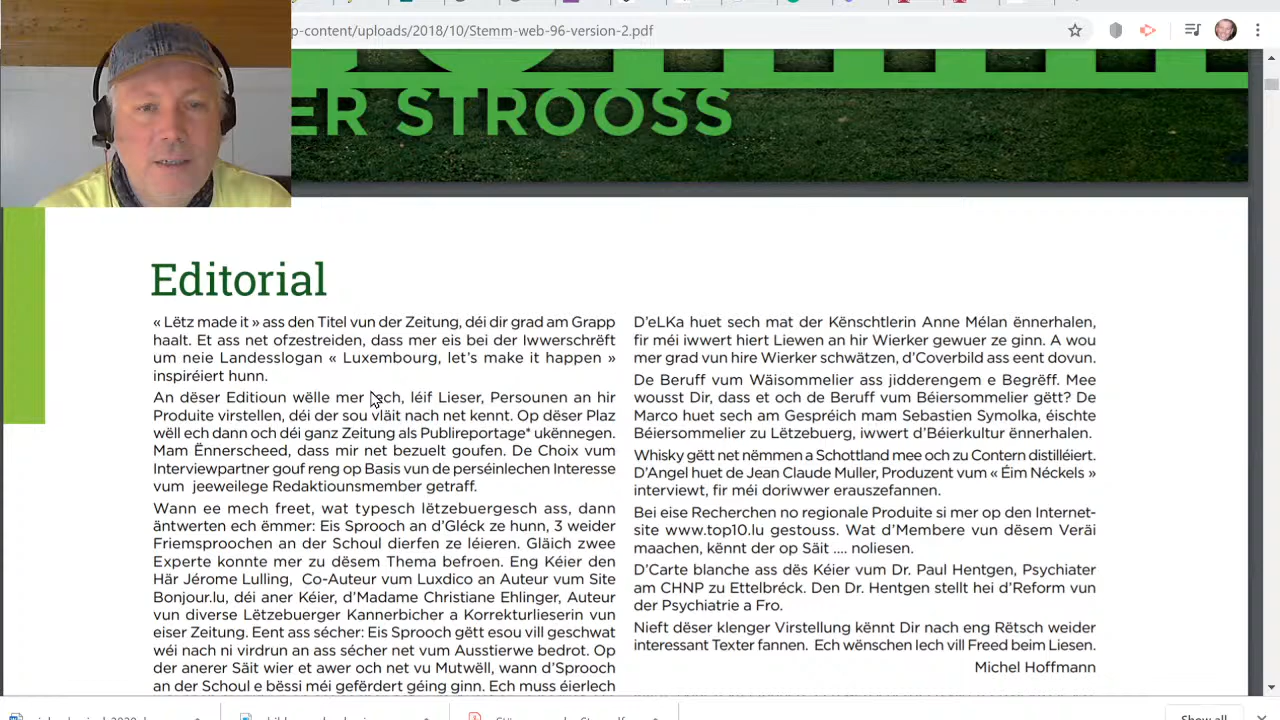 p-content/uploads/2018/10/Stemm-web-96-version-2.pdf
ER STROOSS
Editorial
« Lëtz made it » ass den Titel vun der Zeitung, déi dir grad am Grapp
haalt. Et ass net ofzestreiden, dass mer eis bei der Iwwerschrëft
um neie Landesslogan « Luxembourg, let's make it happen »
inspiréiert hunn.
An dëser Editioun wëlle mer Iech, léif Lieser, Persounen an hir
Produite virstellen, déi der sou vläit nach net kennt. Op dëser Plaz
wëll ech dann och déi ganz Zeitung als Publireportage* ukënnegen.
Mam Ënnerscheed, dass mir net bezuelt goufen. De Choix vum
Interviewpartner gouf reng op Basis vun de perséinlechen Interesse
vum jeeweilege Redaktiounsmember getraff.
Wann ee mech freet, wat typesch lëtzebuergesch ass, dann
äntwerten ech ëmmer: Eis Sprooch an d'Gléck ze hunn, 3 weider
Friemsproochen an der Schoul dierfen ze léieren. Gläich zwee
Experte konnte mer zu dësem Thema befroen. Eng Kéier den
Här Jérome Lulling, Co-Auteur vum Luxdico an Auteur vum Site
Bonjour.lu, déi aner Kéier, d'Madame Christiane Ehlinger, Auteur
vun diverse Lëtzebuerger Kannerbicher a Korrekturlieserin vun
eiser Zeitung. Eent ass sécher: Eis Sprooch gëtt esou vill geschwat
wéi nach ni virdrun an ass sécher net vum Ausstierwe bedrot. Op
der anerer Säit wier et awer och net vu Mutwëll, wann d'Sprooch
an der Schoul e bëssi méi gefërdert géing ginn. Ech muss éierlech
D'eLKa huet sech mat der Kënschtlerin Anne Mélan ënnerhalen,
fir méi iwwert hiert Liewen an hir Wierker gewuer ze ginn. A wou
mer grad vun hire Wierker schwätzen, d'Coverbild ass eent dovun.
De Beruff vum Wäisommelier ass jidderengem e Begrëff. Mee
wousst Dir, dass et och de Beruff vum Béiersommelier gëtt? De
Marco huet sech am Gespréich mam Sebastien Symolka, éischte
Béiersommelier zu Lëtzebuerg, iwwert d'Béierkultur ënnerhalen.
Whisky gëtt net nëmmen a Schottland mee och zu Contern distilléiert.
D'Angel huet de Jean Claude Muller, Produzent vum « Éim Néckels »
interviewt, fir méi doriwwer erauszefannen.
Bei eise Recherchen no regionale Produite si mer op den Internet-
site www.top10.lu gestouss. Wat d'Membere vun dësem Veräi
maachen, kënnt der op Säit .... noliesen.
D'Carte blanche ass dës Kéier vum Dr. Paul Hentgen, Psychiater
am CHNP zu Ettelbréck. Den Dr. Hentgen stellt hei d'Reform vun
der Psychiatrie a Fro.
Nieft dëser klenger Virstellung kënnt Dir nach eng Rëtsch weider
interessant Texter fannen. Ech wënschen Iech vill Freed beim Liesen.
Michel Hoffmann
Show all